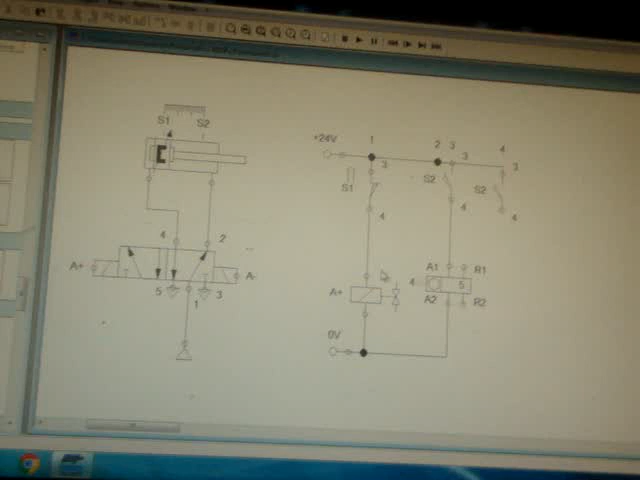 S1 S2
+24V 1 2 3 4
3 3 3
S1 S2 S2
4 4 4
4 2
A+ A-
5 1 3
A1 R1
A+ 4 5
A2 R2
0V